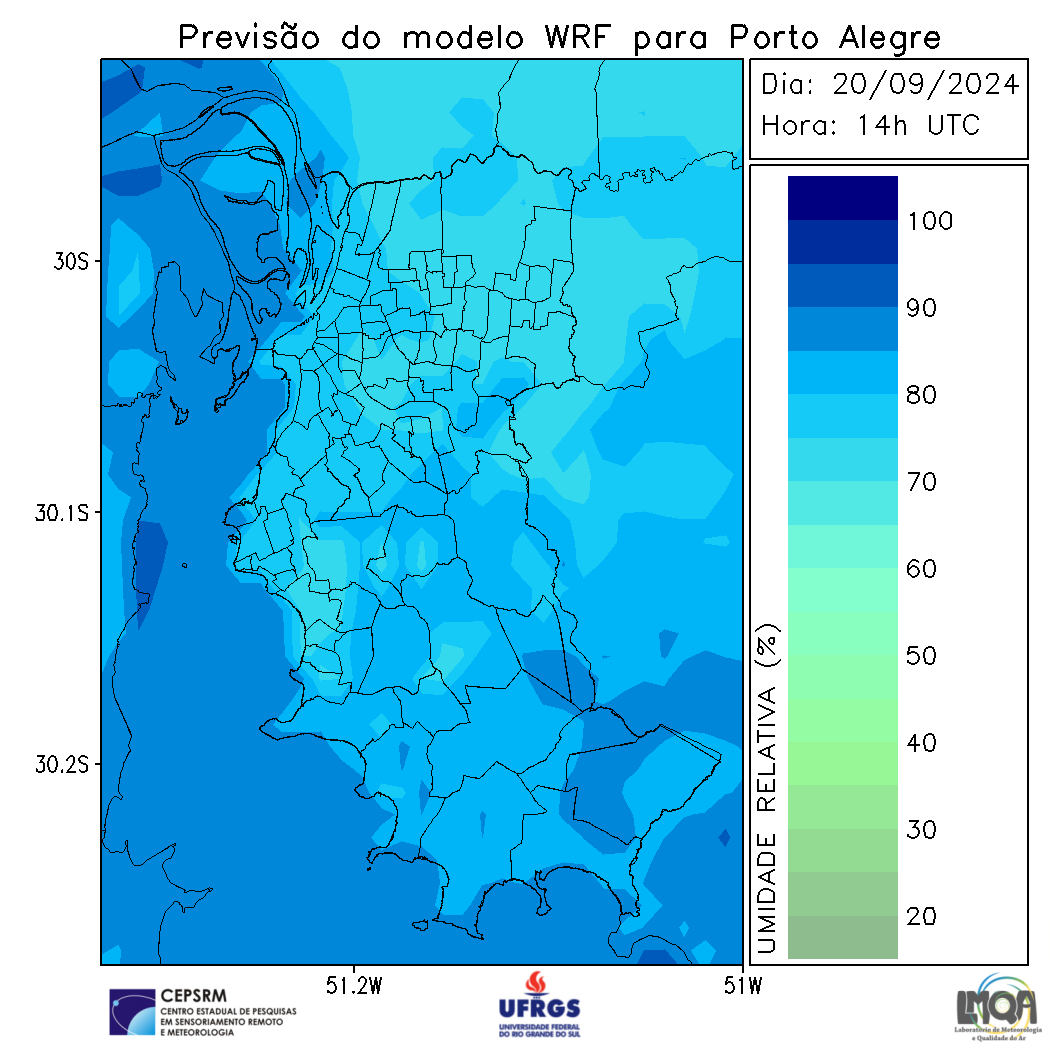 Previsão do modelo WRF para Porto Alegre
Dia: 20/09/2024
Hora: 14h UTC
30S
30.1S
30.2S
51.2W
51W
UMIDADE RELATIVA (%)
100
90
80
70
60
50
40
30
20
CEPSRM
CENTRO ESTADUAL DE PESQUISAS
EM SENSORIAMENTO REMOTO
E METEOROLOGIA
UFRGS
UNIVERSIDADE FEDERAL
DO RIO GRANDE DO SUL
LMQA
Laboratório de Meteorologia
e Qualidade do Ar